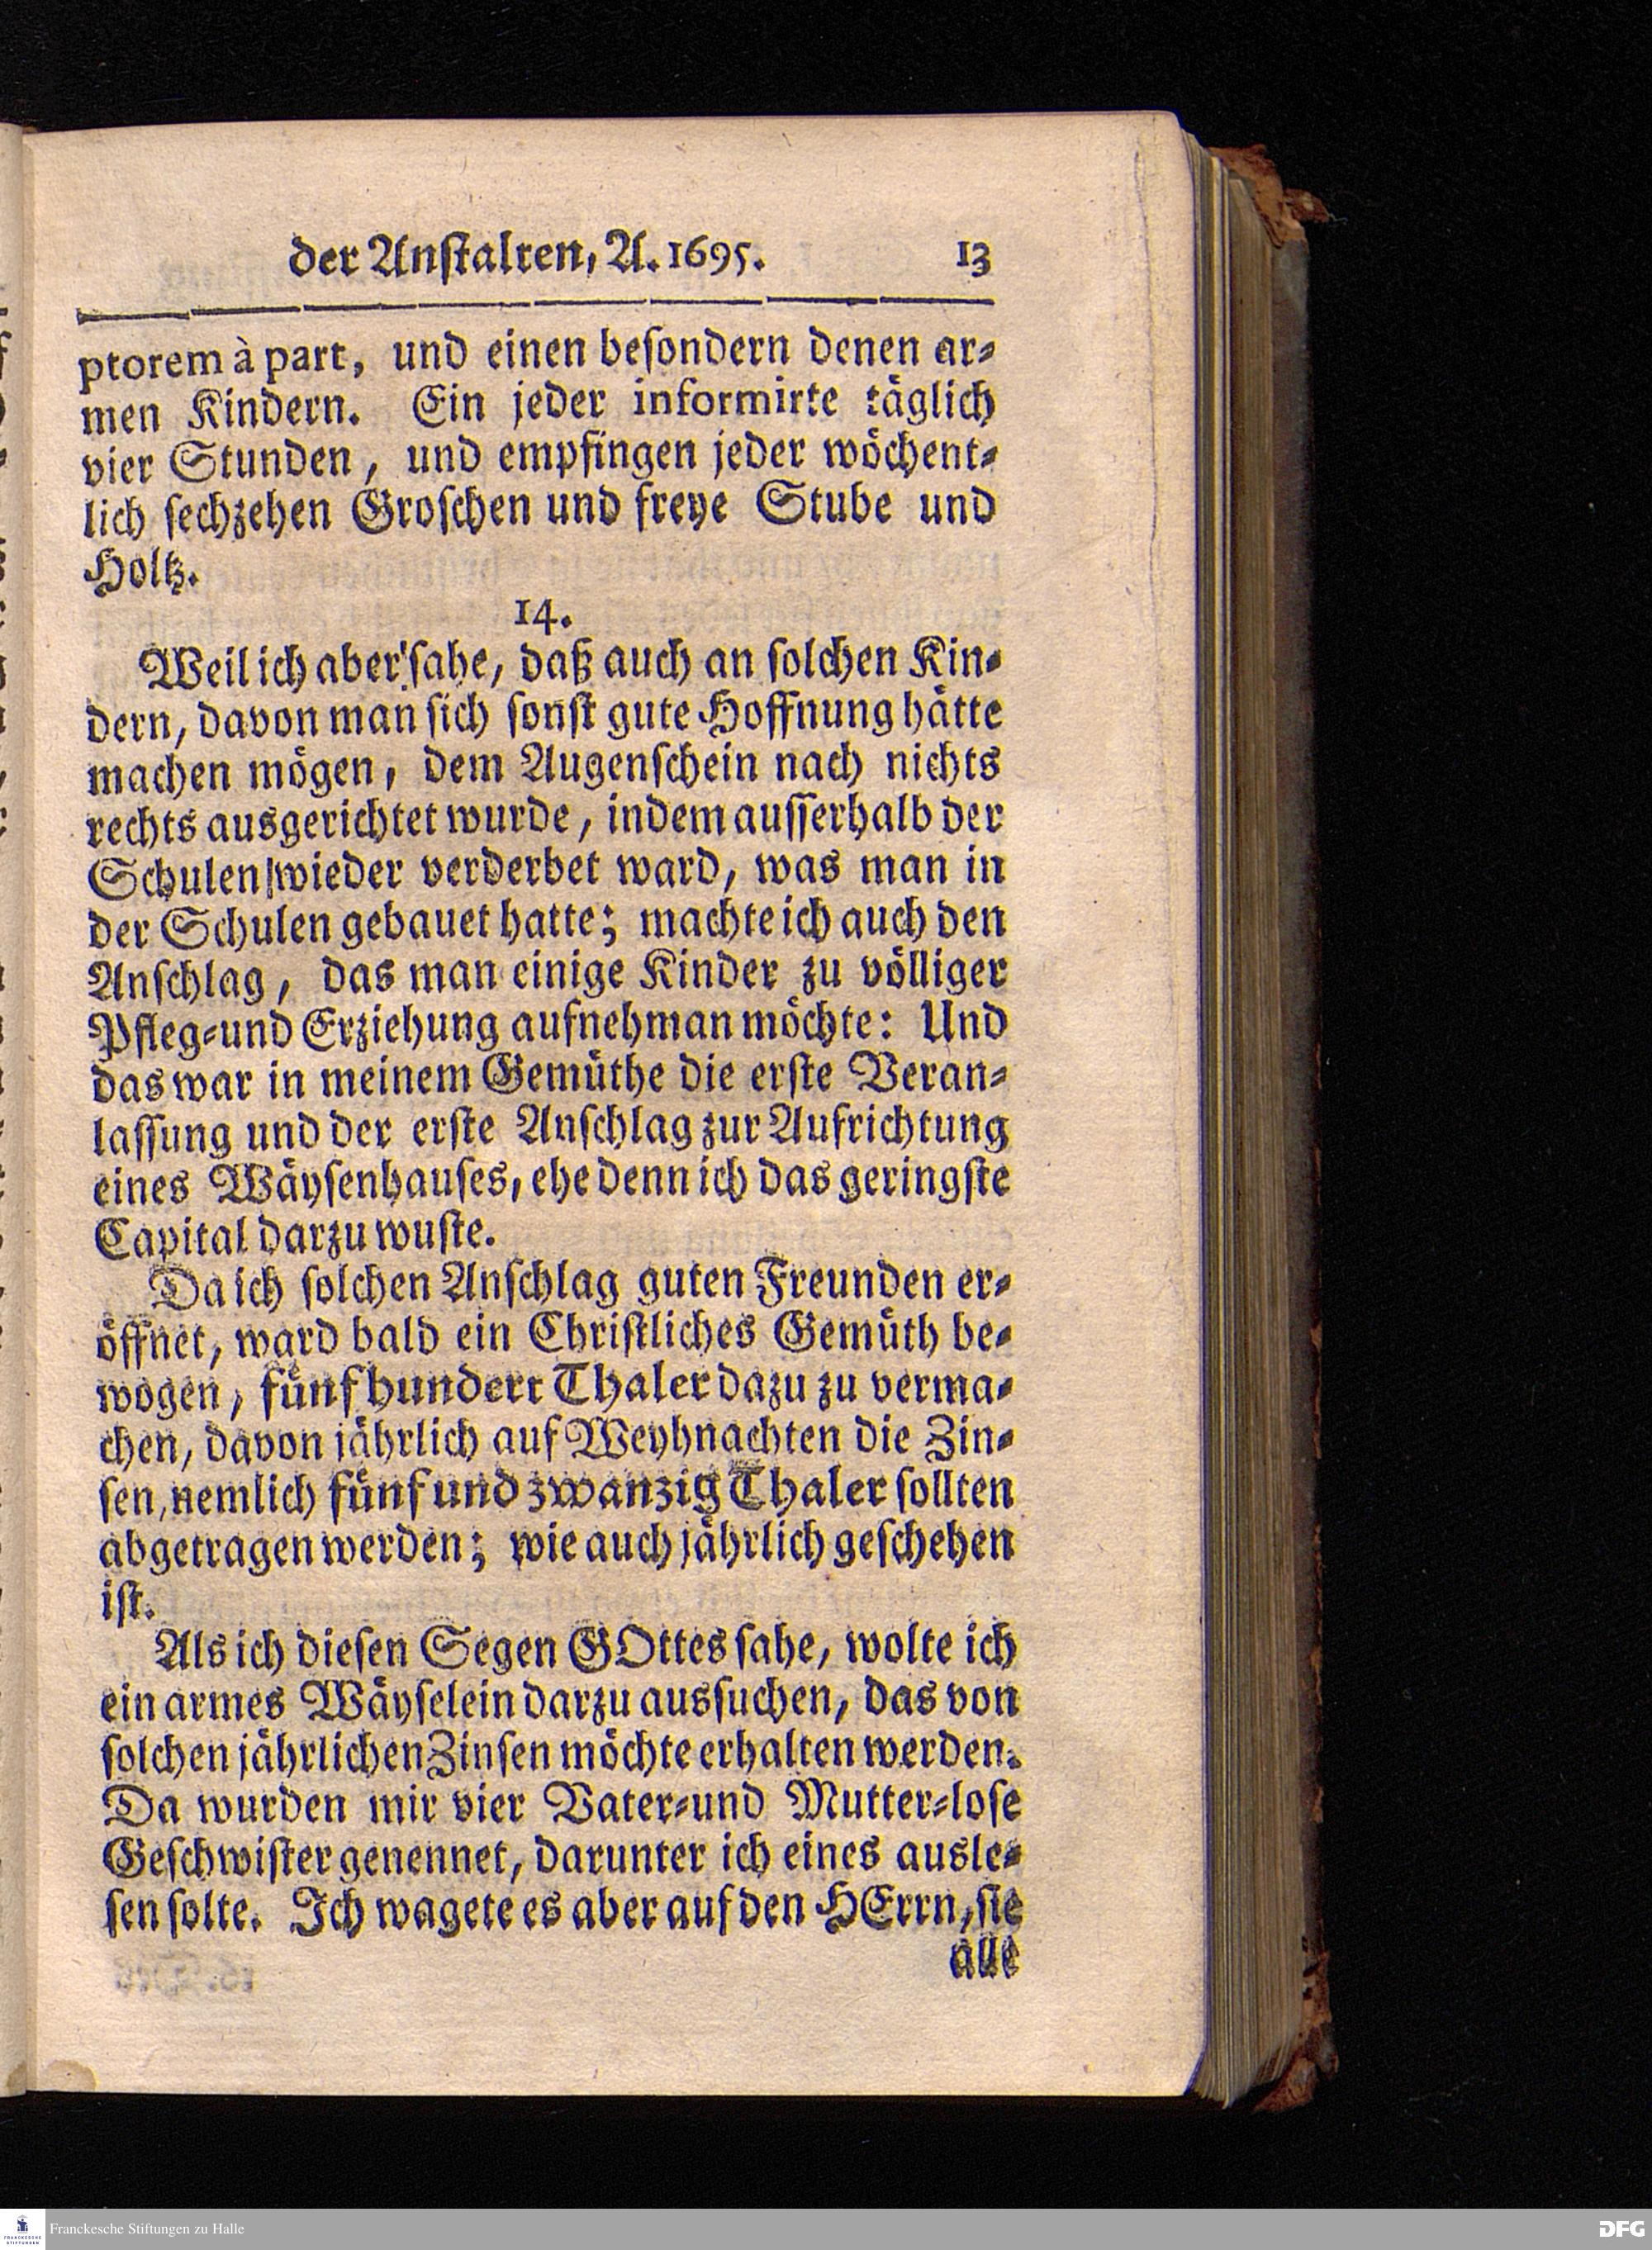 der Anſtalten, A. 1695. 13
ptorem à part, und einen beſondern denen ar⸗
men Kindern. Ein jeder informirte täglich
vier Stunden, und empfingen jeder wöchent⸗
lich ſechzehen Groſchen und freye Stube und
Holtz.
14.
Weil ich aber ſahe, daß auch an ſolchen Kin⸗
dern, davon man ſich ſonſt gute Hoffnung hätte
machen mögen, dem Augenſchein nach nichts
rechts ausgerichtet wurde, indem auſſerhalb der
Schulen wieder verderbet ward, was man in
der Schulen gebauet hatte; machte ich auch den
Anſchlag, das man einige Kinder zu völliger
Pfleg⸗und Erziehung aufnehman möchte: Und
das war in meinem Gemüthe die erſte Veran⸗
laſſung und der erſte Anſchlag zur Aufrichtung
eines Wäyſenhauſes, ehe denn ich das geringſte
Capital darzu wuſte.
Da ich ſolchen Anſchlag guten Freunden er⸗
öffnet, ward bald ein Chriſtliches Gemüth be⸗
wogen, fünf hundert Thaler dazu zu verma⸗
chen, davon jährlich auf Weyhnachten die Zin⸗
ſen, nemlich fünf und zwanzig Thaler ſollten
abgetragen werden; wie auch jährlich geſchehen
iſt.
Als ich dieſen Segen GOttes ſahe, wolte ich
ein armes Wäyſelein darzu ausſuchen, das von
ſolchen jährlichen Zinſen möchte erhalten werden.
Da wurden mir vier Vater⸗und Mutter⸗loſe
Geſchwiſter genennet, darunter ich eines ausle⸗
ſen ſolte. Ich wagete es aber auf den HErrn, ſie
alle
Franckesche Stiftungen zu Halle
FRANCKESCHE
STIFTUNGEN
DFG